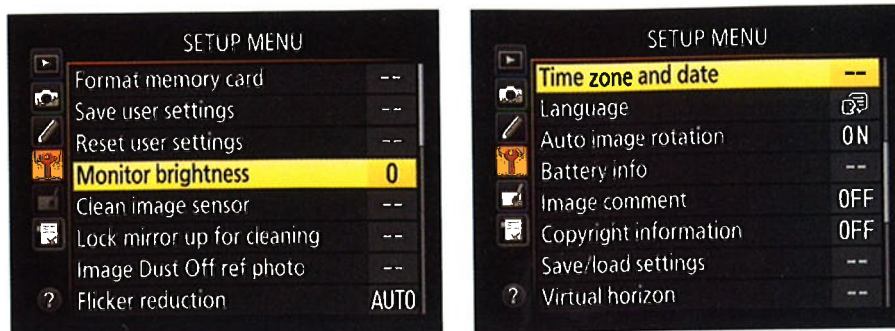 SETUP MENU
Format memory card --
Save user settings --
Reset user settings --
Monitor brightness 0
Clean image sensor --
Lock mirror up for cleaning --
Image Dust Off ref photo --
? Flicker reduction AUTO
SETUP MENU
Time zone and date --
Language
Auto image rotation ON
Battery info --
Image comment OFF
Copyright information OFF
Save/load settings --
? Virtual horizon --